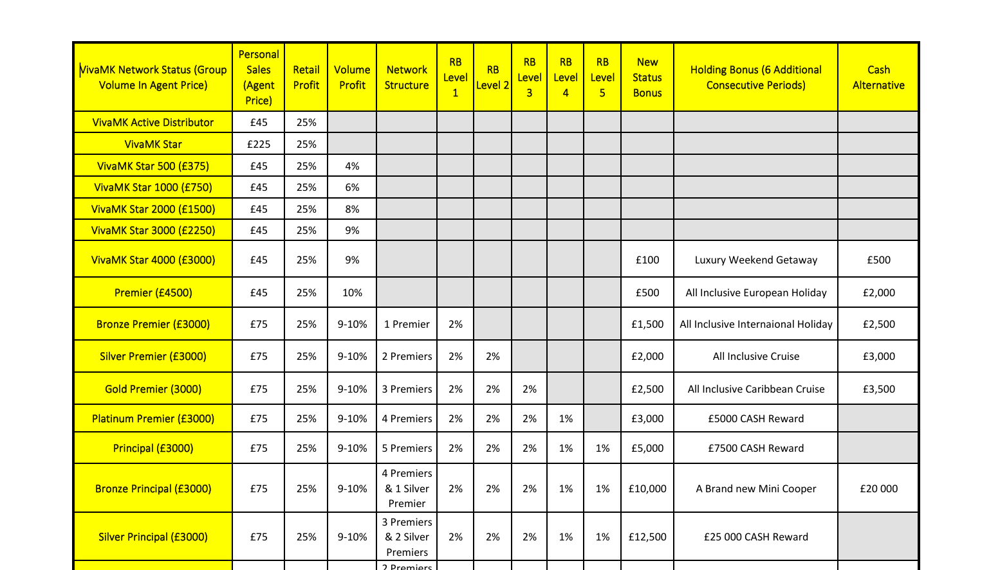 VivaMK Network Status (Group Volume In Agent Price) Personal Sales (Agent Price) Retail Profit Volume Profit Network Structure RB Level 1 RB Level 2 RB Level 3 RB Level 4 RB Level 5 New Status Bonus Holding Bonus (6 Additional Consecutive Periods) Cash Alternative
VivaMK Active Distributor £45 25%
VivaMK Star £225 25%
VivaMK Star 500 (£375) £45 25% 4%
VivaMK Star 1000 (£750) £45 25% 6%
VivaMK Star 2000 (£1500) £45 25% 8%
VivaMK Star 3000 (£2250) £45 25% 9%
VivaMK Star 4000 (£3000) £45 25% 9% £100 Luxury Weekend Getaway £500
Premier (£4500) £45 25% 10% £500 All Inclusive European Holiday £2,000
Bronze Premier (£3000) £75 25% 9-10% 1 Premier 2% £1,500 All Inclusive Internaional Holiday £2,500
Silver Premier (£3000) £75 25% 9-10% 2 Premiers 2% 2% £2,000 All Inclusive Cruise £3,000
Gold Premier (3000) £75 25% 9-10% 3 Premiers 2% 2% 2% £2,500 All Inclusive Caribbean Cruise £3,500
Platinum Premier (£3000) £75 25% 9-10% 4 Premiers 2% 2% 2% 1% £3,000 £5000 CASH Reward
Principal (£3000) £75 25% 9-10% 5 Premiers 2% 2% 2% 1% 1% £5,000 £7500 CASH Reward
Bronze Principal (£3000) £75 25% 9-10% 4 Premiers & 1 Silver Premier 2% 2% 2% 1% 1% £10,000 A Brand new Mini Cooper £20 000
Silver Principal (£3000) £75 25% 9-10% 3 Premiers & 2 Silver Premiers 2% 2% 2% 1% 1% £12,500 £25 000 CASH Reward
2 Premiers